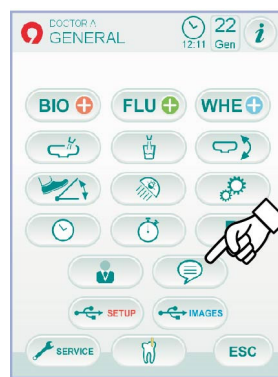 DOCTOR A
GENERAL
12:11
22
Gen
i
BIO +
FLU +
WHE +
SETUP
IMAGES
SERVICE
ESC